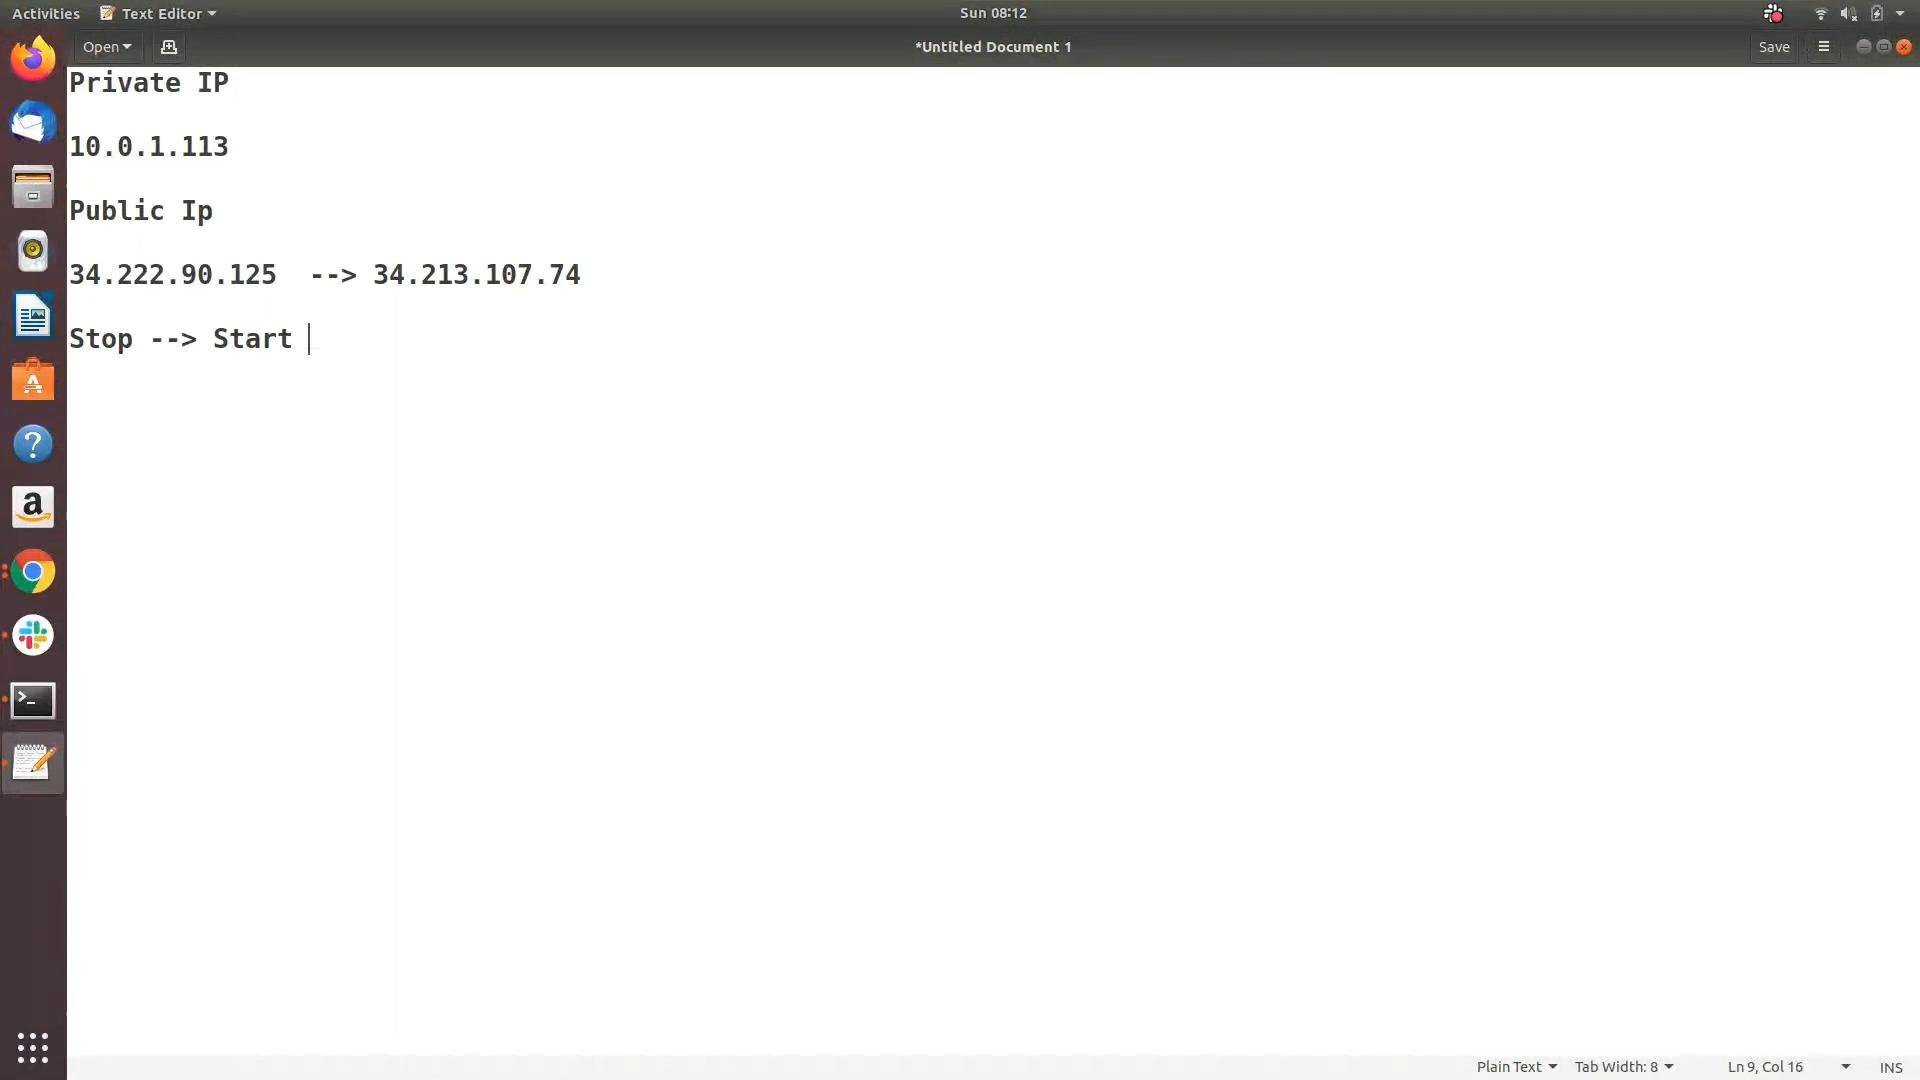 Activities Text Editor Sun 08:12
Open *Untitled Document 1 Save
Private IP
10.0.1.113
Public Ip
34.222.90.125  --> 34.213.107.74
Stop --> Start
Plain Text Tab Width: 8 Ln 9, Col 16 INS